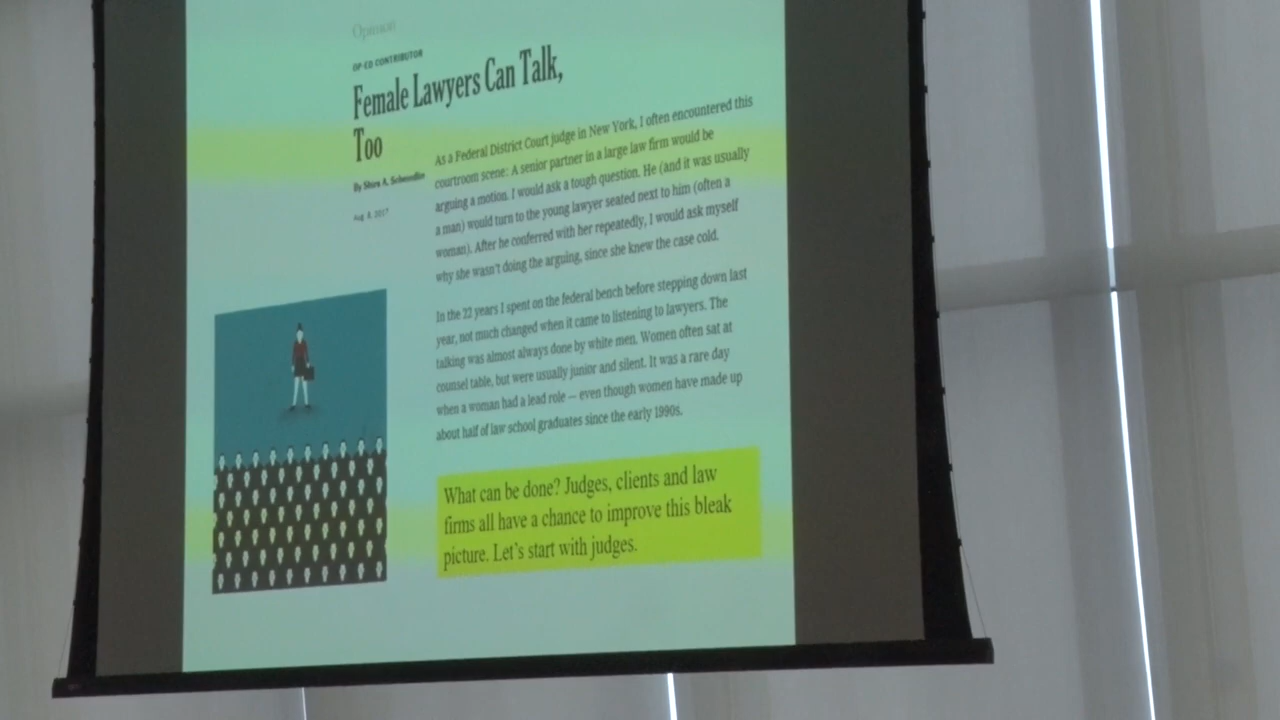 Opinion
OP-ED CONTRIBUTOR
Female Lawyers Can Talk,
Too
By Shira A. Scheindlin
Aug. 8, 2017
As a Federal District Court judge in New York, I often encountered this
courtroom scene: A senior partner in a large law firm would be
arguing a motion. I would ask a tough question. He (and it was usually
a man) would turn to the young lawyer seated next to him (often a
woman). After he conferred with her repeatedly, I would ask myself
why she wasn't doing the arguing, since she knew the case cold.
In the 22 years I spent on the federal bench before stepping down last
year, not much changed when it came to listening to lawyers. The
talking was almost always done by white men. Women often sat at
counsel table, but were usually junior and silent. It was a rare day
when a woman had a lead role — even though women have made up
about half of law school graduates since the early 1990s.
What can be done? Judges, clients and law
firms all have a chance to improve this bleak
picture. Let's start with judges.